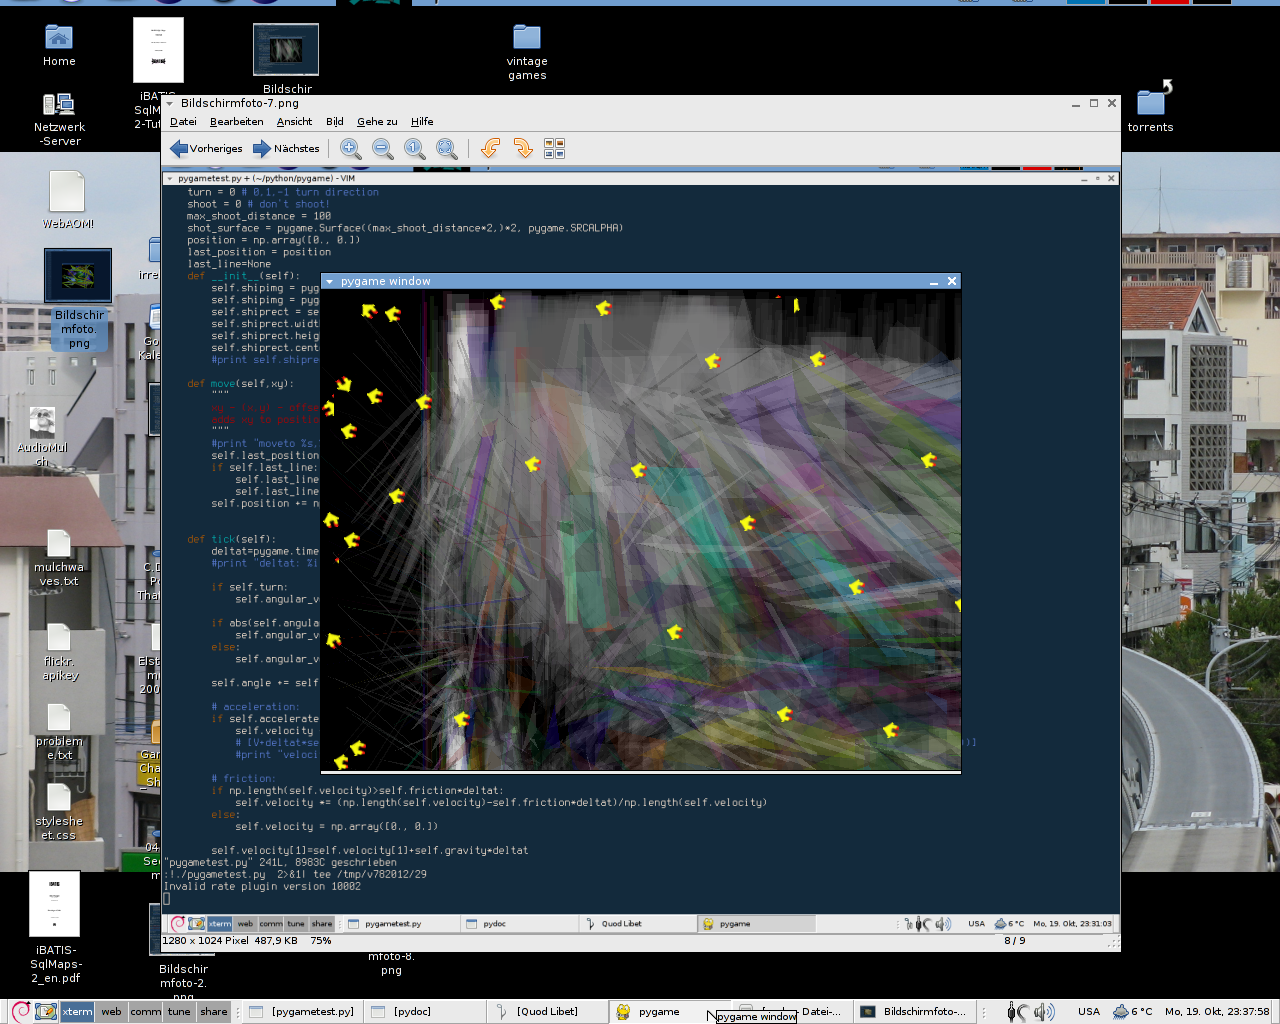 Home
iBATIS-
SqlMaps-
2-Tut
Bildschir
vintage
games
Netzwerk
-Server
torrents
WebAOM!
irre
Bildschir
mfoto.
png
Go
Kale
AudioMul
ch
mulchwa
ves.txt
C.D
Po
Tha
flickr.
apikey
Elst
m
200
problem
e.txt
Gar
Cha
Sh
stylesh
eet.css
04
Sec
m
iBATIS-
SqlMaps-
2_en.pdf
Bildschir
mfoto-2.
png
mfoto-8.
png
Bildschirmfoto-7.png
Datei Bearbeiten Ansicht Bild Gehe zu Hilfe
Vorheriges Nächstes
pygametest.py + (~/python/pygame) - VIM
turn = 0 # 0,1,-1 turn direction
shoot = 0 # don't shoot!
max_shoot_distance = 100
shot_surface = pygame.Surface((max_shoot_distance*2,)*2, pygame.SRCALPHA)
position = np.array([0., 0.])
last_position = position
last_line=None
def __init__(self):
self.shipimg = pyg
self.shipimg = pyg
self.shiprect = se
self.shiprect.widt
self.shiprect.heig
self.shiprect.cent
#print self.shipre
def move(self,xy):
"""
xy - (x,y) - offse
adds xy to positio
"""
#print "moveto %s,
self.last_position
if self.last_line:
self.last_line
self.last_line
self.position += n
def tick(self):
deltat=pygame.time
#print "deltat: %i
if self.turn:
self.angular_v
if abs(self.angula
self.angular_v
else:
self.angular_v
self.angle += self
# acceleration:
if self.accelerate
self.velocity
# [V+deltat*se
)]
#print "veloci
# friction:
if np.length(self.velocity)>self.friction*deltat:
self.velocity *= (np.length(self.velocity)-self.friction*deltat)/np.length(self.velocity)
else:
self.velocity = np.array([0., 0.])
self.velocity[1]=self.velocity[1]+self.gravity*deltat
"pygametest.py" 241L, 8983C geschrieben
:!./pygametest.py 2>&1| tee /tmp/v782012/29
Invalid rate plugin version 10002
pygame window
xterm web comm tune share pygametest.py pydoc Quod Libet pygame USA 6 °C Mo, 19. Okt, 23:31:03
1280 x 1024 Pixel 487,9 KB 75% 8 / 9
xterm web comm tune share [pygametest.py] [pydoc] [Quod Libet] pygame Datei-... Bildschirmfoto-... USA 6 °C Mo, 19. Okt, 23:37:58
pygame window